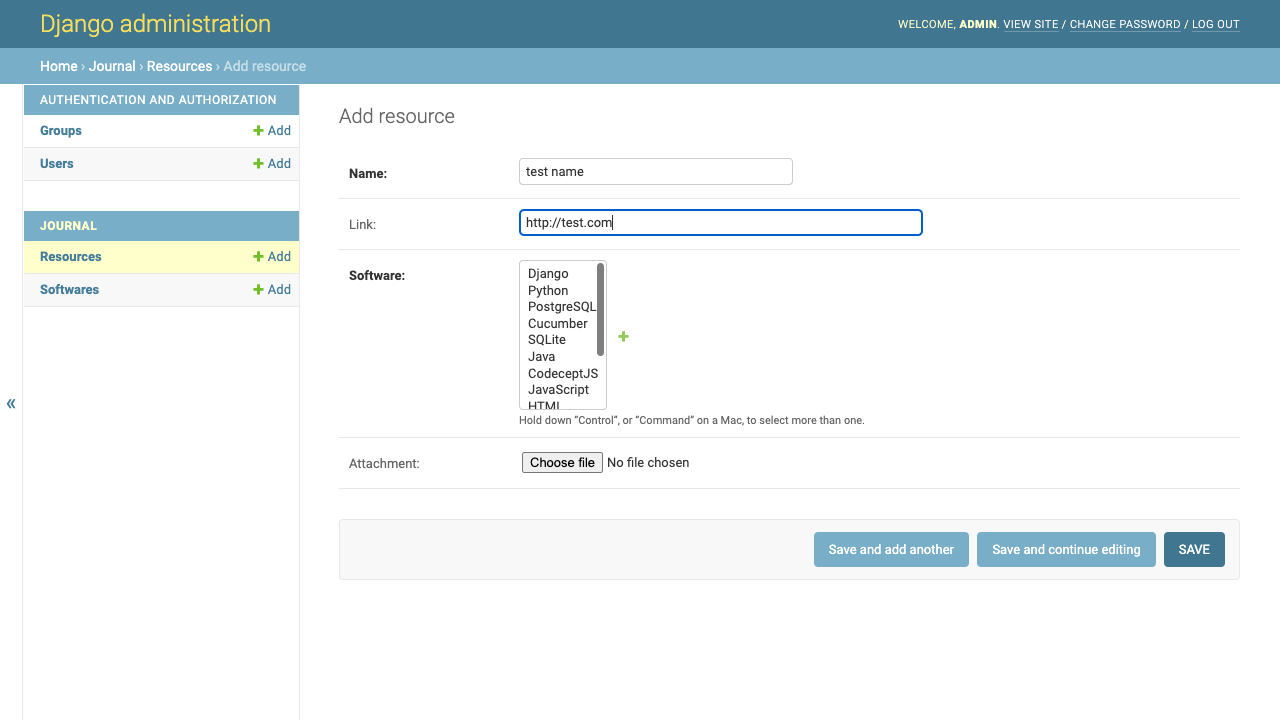 Django administration
WELCOME, ADMIN. VIEW SITE / CHANGE PASSWORD / LOG OUT
Home › Journal › Resources › Add resource
AUTHENTICATION AND AUTHORIZATION
Groups
Add
Users
Add
JOURNAL
Resources
Add
Softwares
Add
«
Add resource
Name:
test name
Link:
http://test.com
Software:
Django
Python
PostgreSQL
Cucumber
SQLite
Java
CodeceptJS
JavaScript
HTML
Hold down “Control”, or “Command” on a Mac, to select more than one.
Attachment:
Choose file No file chosen
Save and add another
Save and continue editing
SAVE